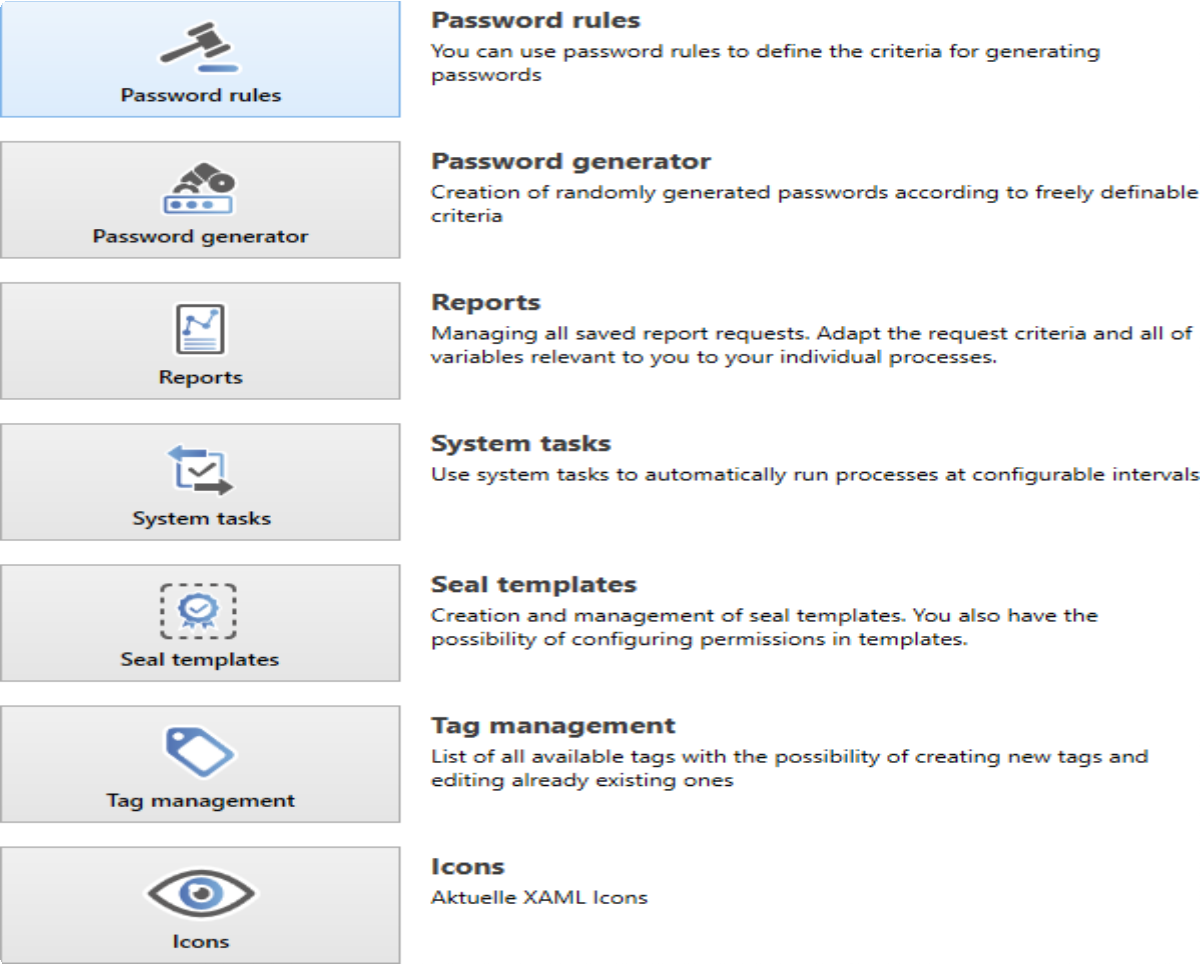 Password rules
Password rules
You can use password rules to define the criteria for generating
passwords
Password generator
Password generator
Creation of randomly generated passwords according to freely definable
criteria
Reports
Reports
Managing all saved report requests. Adapt the request criteria and all of
variables relevant to you to your individual processes.
System tasks
System tasks
Use system tasks to automatically run processes at configurable intervals
Seal templates
Seal templates
Creation and management of seal templates. You also have the
possibility of configuring permissions in templates.
Tag management
Tag management
List of all available tags with the possibility of creating new tags and
editing already existing ones
Icons
Icons
Aktuelle XAML Icons